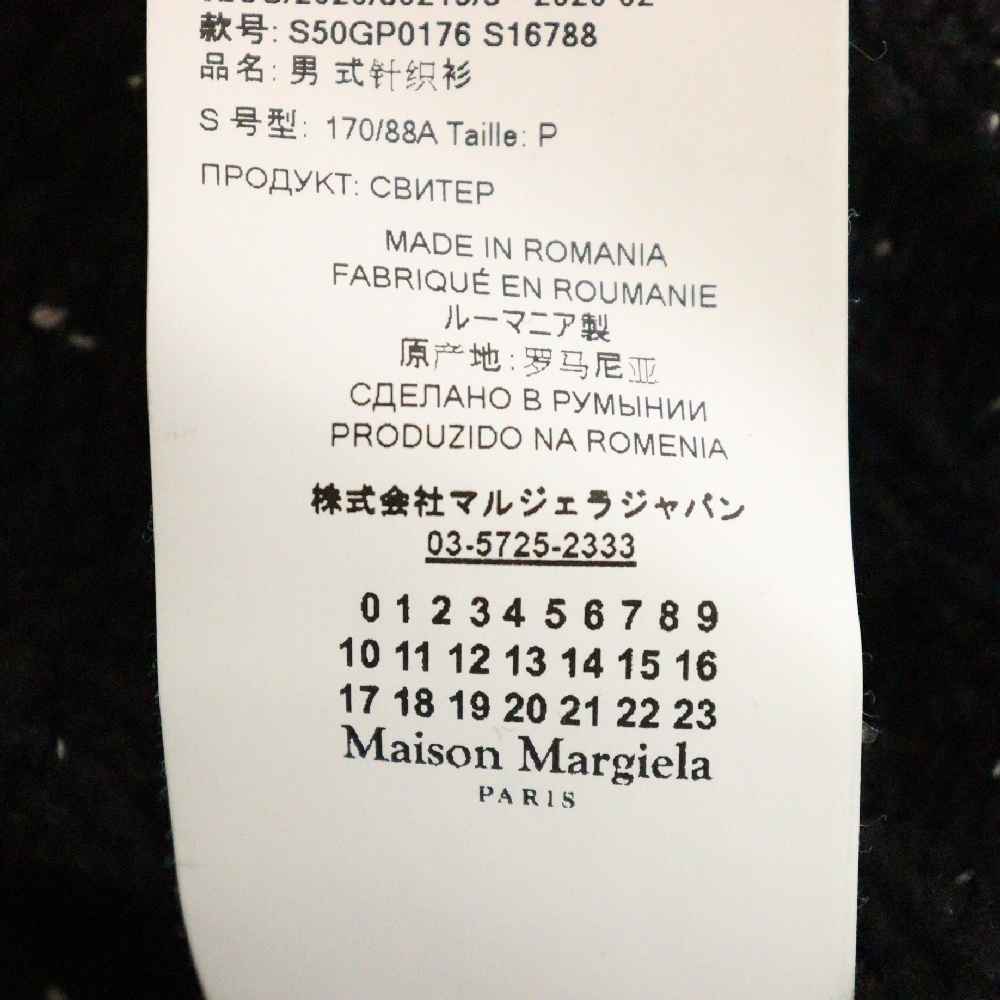 款号: S50GP0176 S16788
品名: 男 式针织衫
S 号型: 170/88A Taille: P
ПРОДУКТ: СВИТЕР
MADE IN ROMANIA
FABRIQUÉ EN ROUMANIE
ルーマニア製
原产地:罗马尼亚
СДЕЛАНО В РУМЫНИИ
PRODUZIDO NA ROMENIA
株式会社マルジェラジャパン
03-5725-2333
0 1 2 3 4 5 6 7 8 9
10 11 12 13 14 15 16
17 18 19 20 21 22 23
Maison Margiela
PARIS